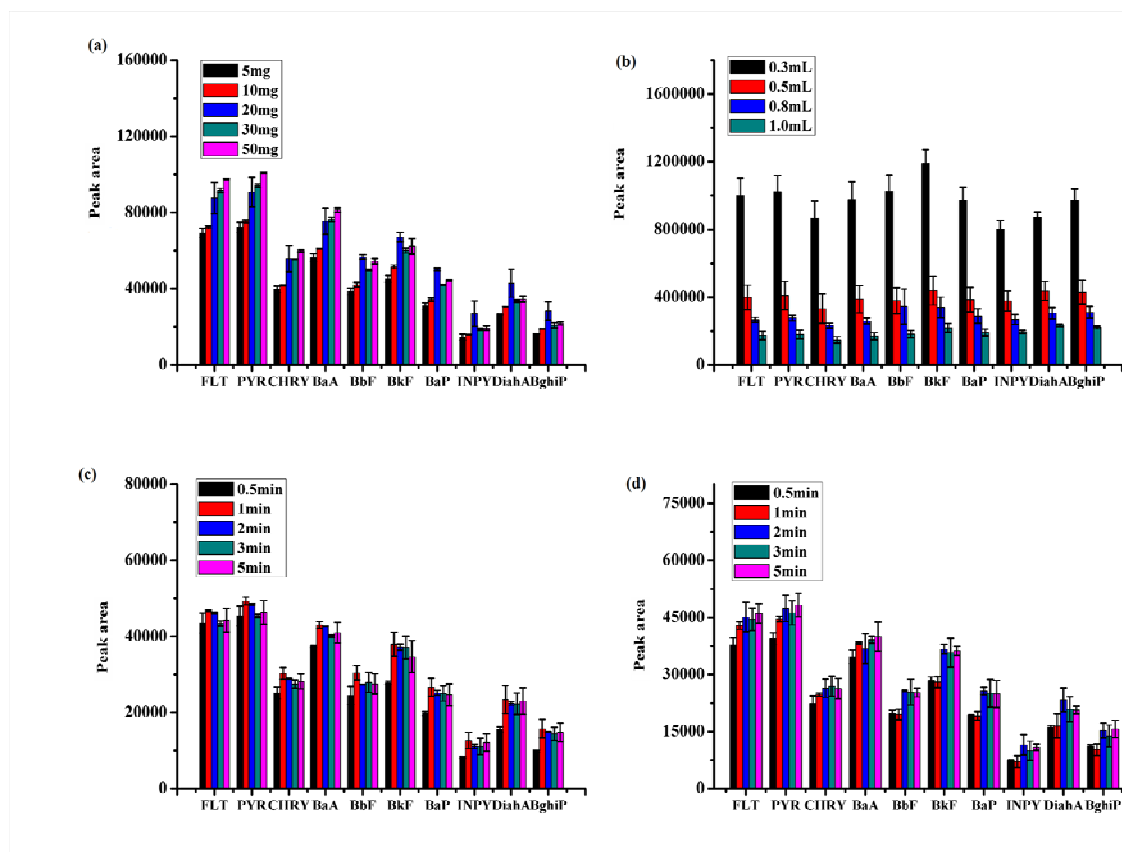 (a)
160000
120000
80000
40000
0
Peak area
5mg
10mg
20mg
30mg
50mg
FLT PYR CHRY BaA BbF BkF BaP INPY DiahA BghiP
(b)
1600000
1200000
800000
400000
0
Peak area
0.3mL
0.5mL
0.8mL
1.0mL
FLT PYR CHRY BaA BbF BkF BaP INPY DiahA BghiP
(c)
80000
60000
40000
20000
0
Peak area
0.5min
1min
2min
3min
5min
FLT PYR CHRY BaA BbF BkF BaP INPY DiahA BghiP
(d)
75000
60000
45000
30000
15000
0
Peak area
0.5min
1min
2min
3min
5min
FLT PYR CHRY BaA BbF BkF BaP INPY DiahA BghiP